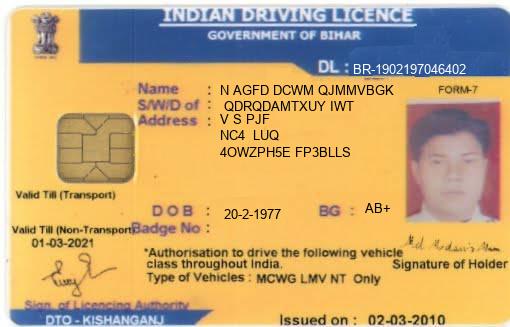 INDIAN DRIVING LICENCE
GOVERNMENT OF BIHAR
DL : BR-1902197046402
Name : N AGFD DCWM QJMMVBGK
FORM-7
S/W/D of : QDRQDAMTXUY IWT
Address : V S PJF
NC4 LUQ
4OWZPH5E FP3BLLS
Valid Till (Transport)
DOB : 20-2-1977 BG : AB+
Valid Till (Non-Transport)
01-03-2021
Badge No :
*Authorisation to drive the following vehicle
class throughout India.
Type of Vehicles : MCWG LMV NT Only
Signature of Holder
Sign. of Licencing Authority
DTO - KISHANGANJ
Issued on : 02-03-2010